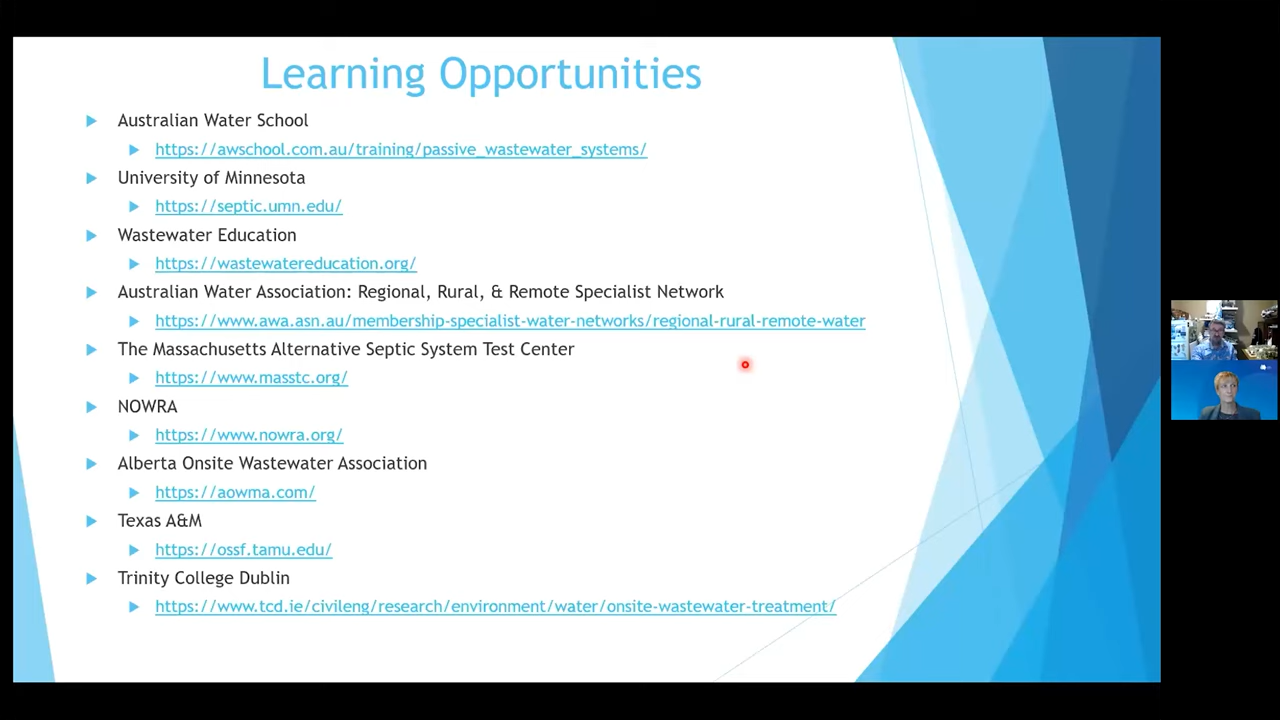 Learning Opportunities
Australian Water School
https://awschool.com.au/training/passive_wastewater_systems/
University of Minnesota
https://septic.umn.edu/
Wastewater Education
https://wastewatereducation.org/
Australian Water Association: Regional, Rural, & Remote Specialist Network
https://www.awa.asn.au/membership-specialist-water-networks/regional-rural-remote-water
The Massachusetts Alternative Septic System Test Center
https://www.masstc.org/
NOWRA
https://www.nowra.org/
Alberta Onsite Wastewater Association
https://aowma.com/
Texas A&M
https://ossf.tamu.edu/
Trinity College Dublin
https://www.tcd.ie/civileng/research/environment/water/onsite-wastewater-treatment/